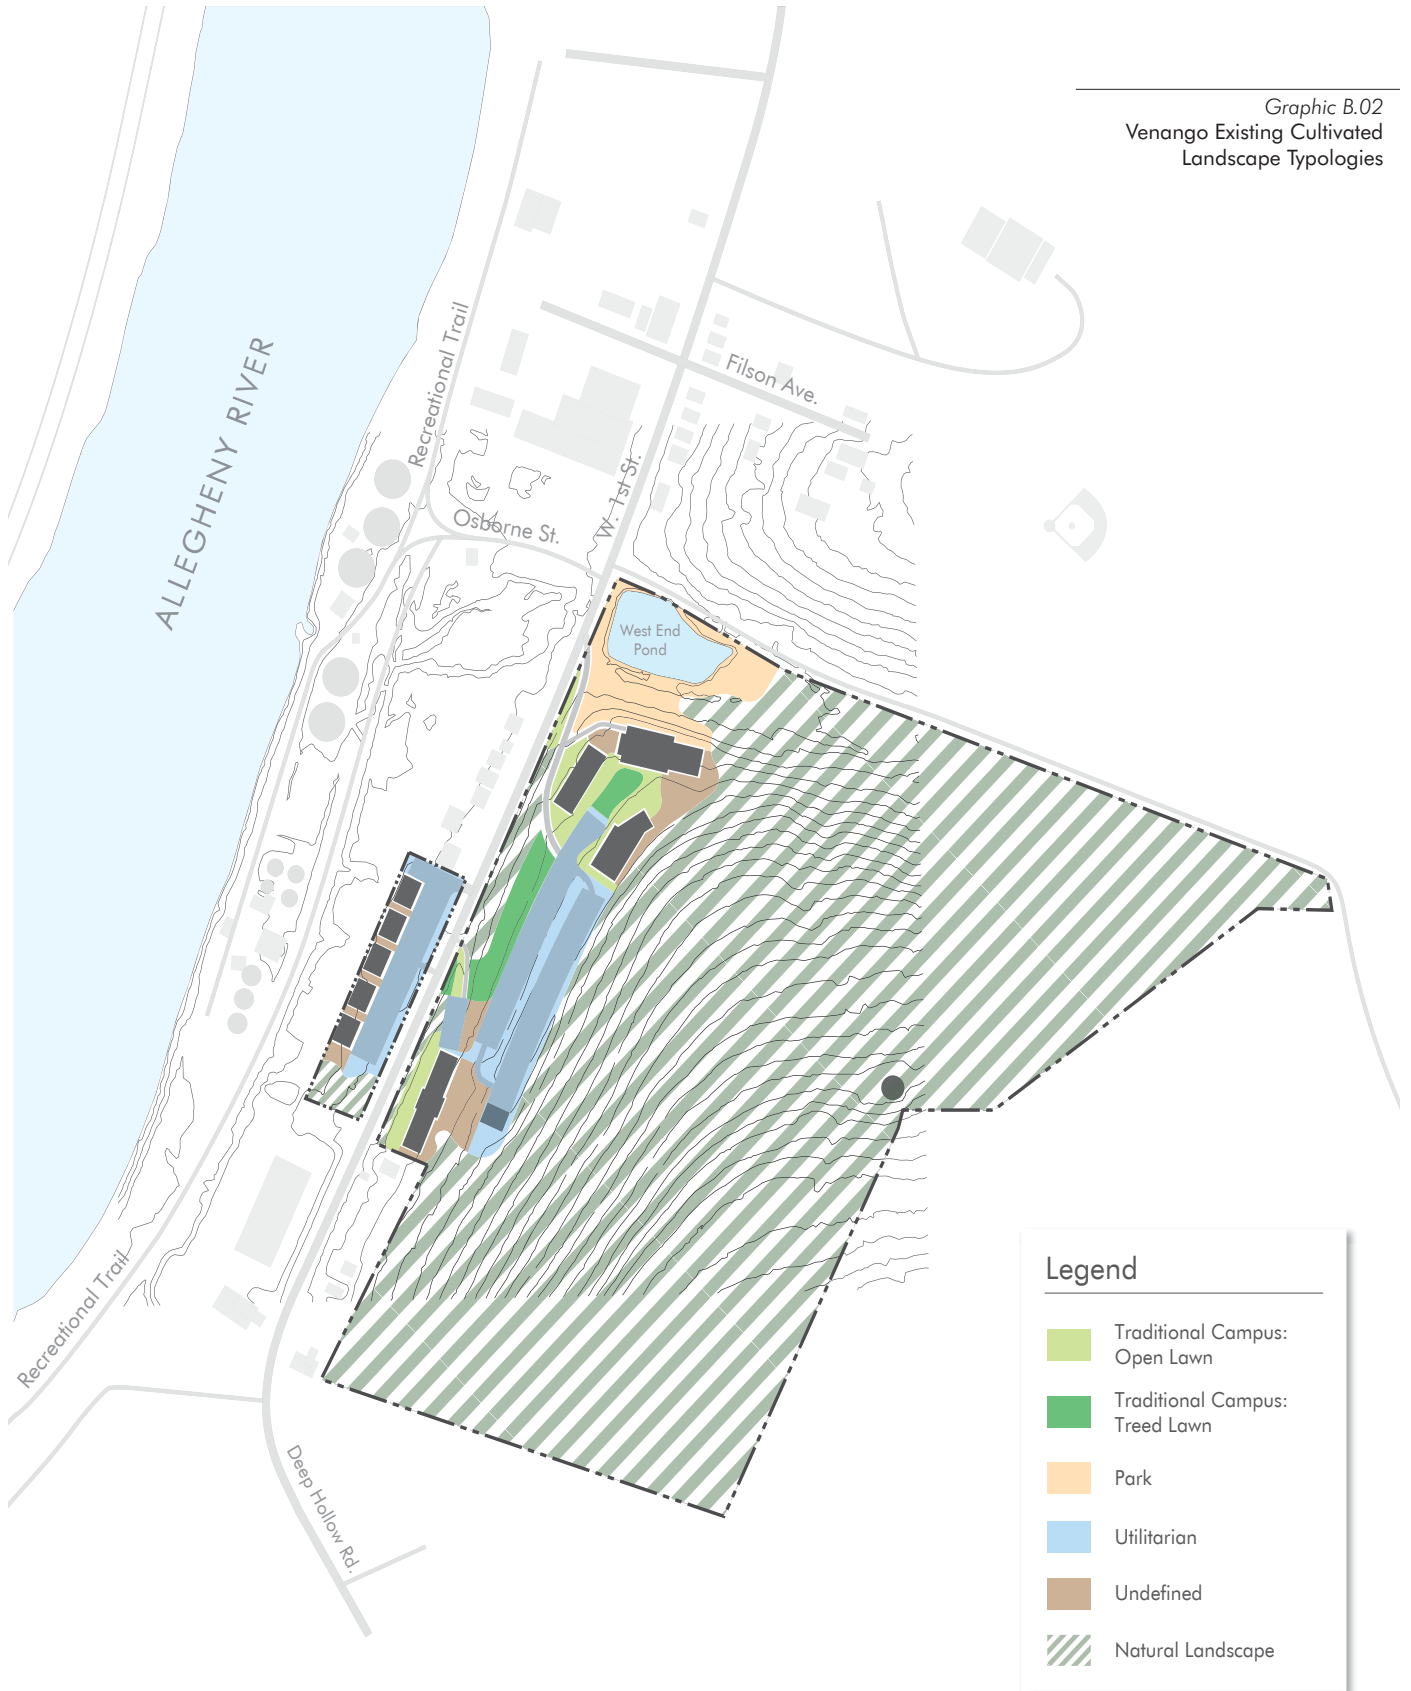 Graphic B.02
Venango Existing Cultivated
Landscape Typologies
ALLEGHENY RIVER
Recreational Trail
Filson Ave.
W. 1st St.
Osborne St.
West End
Pond
Recreational Trail
Deep Hollow Rd.
Legend
Traditional Campus:
Open Lawn
Traditional Campus:
Treed Lawn
Park
Utilitarian
Undefined
Natural Landscape